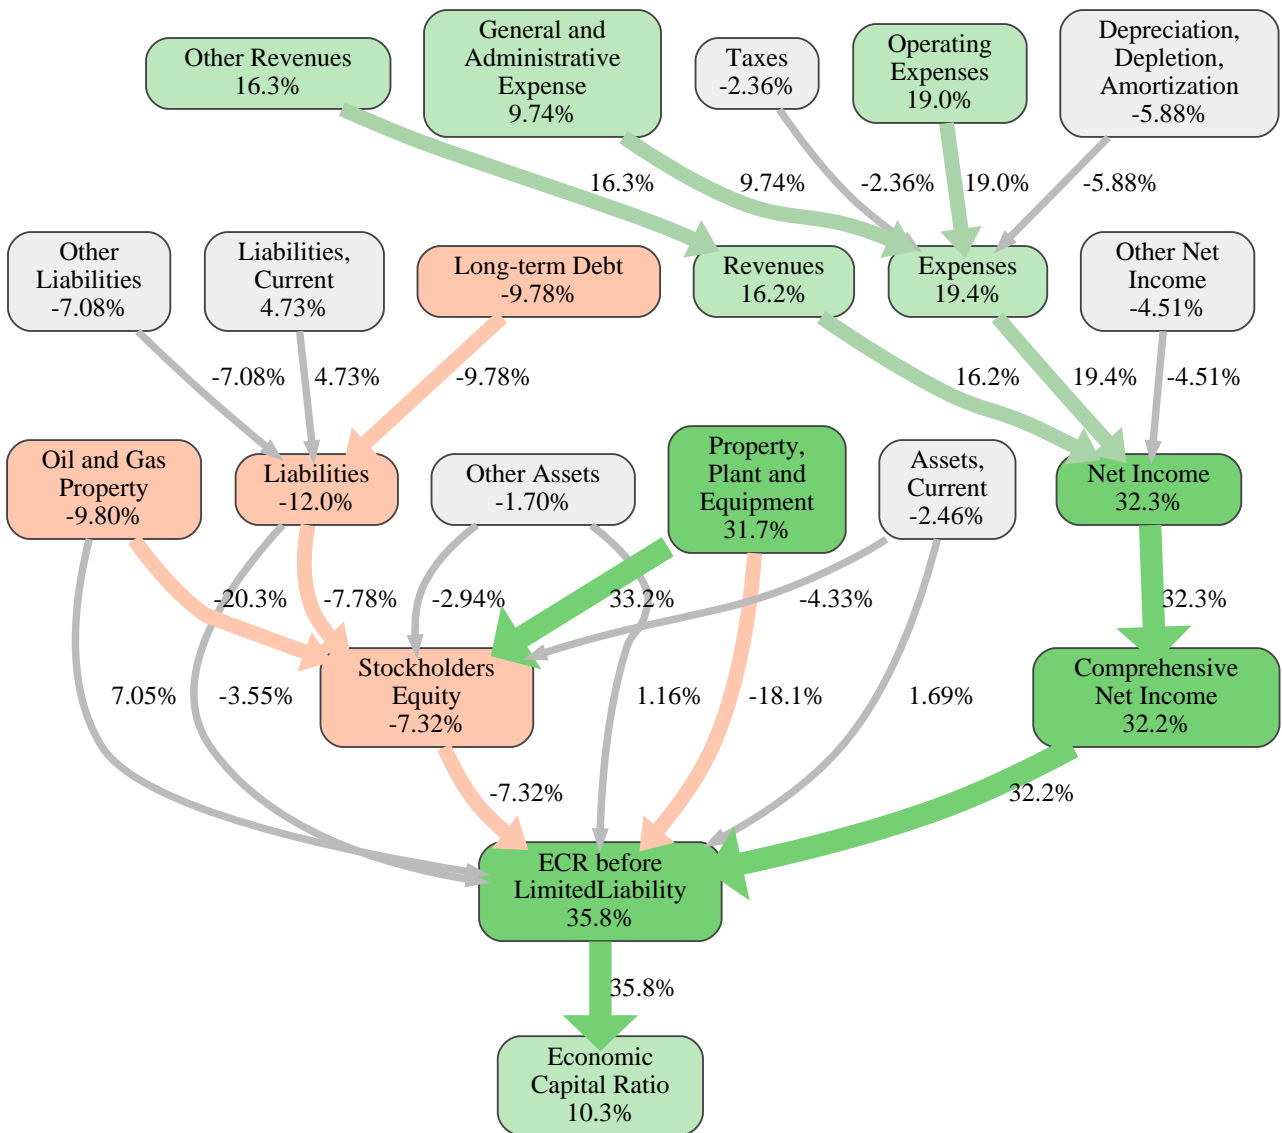 Other Revenues
16.3%
General and
Administrative
Expense
9.74%
Taxes
-2.36%
Operating
Expenses
19.0%
Depreciation,
Depletion,
Amortization
-5.88%
16.3%
9.74%
-2.36%
19.0%
-5.88%
Other
Liabilities
-7.08%
Liabilities,
Current
4.73%
Long-term Debt
-9.78%
Revenues
16.2%
Expenses
19.4%
Other Net
Income
-4.51%
-7.08%
4.73%
-9.78%
16.2%
19.4%
-4.51%
Oil and Gas
Property
-9.80%
Liabilities
-12.0%
Other Assets
-1.70%
Property,
Plant and
Equipment
31.7%
Assets,
Current
-2.46%
Net Income
32.3%
-20.3%
-7.78%
-2.94%
33.2%
-4.33%
32.3%
Stockholders
Equity
-7.32%
Comprehensive
Net Income
32.2%
7.05%
-3.55%
1.16%
-18.1%
1.69%
-7.32%
32.2%
ECR before
LimitedLiability
35.8%
35.8%
Economic
Capital Ratio
10.3%